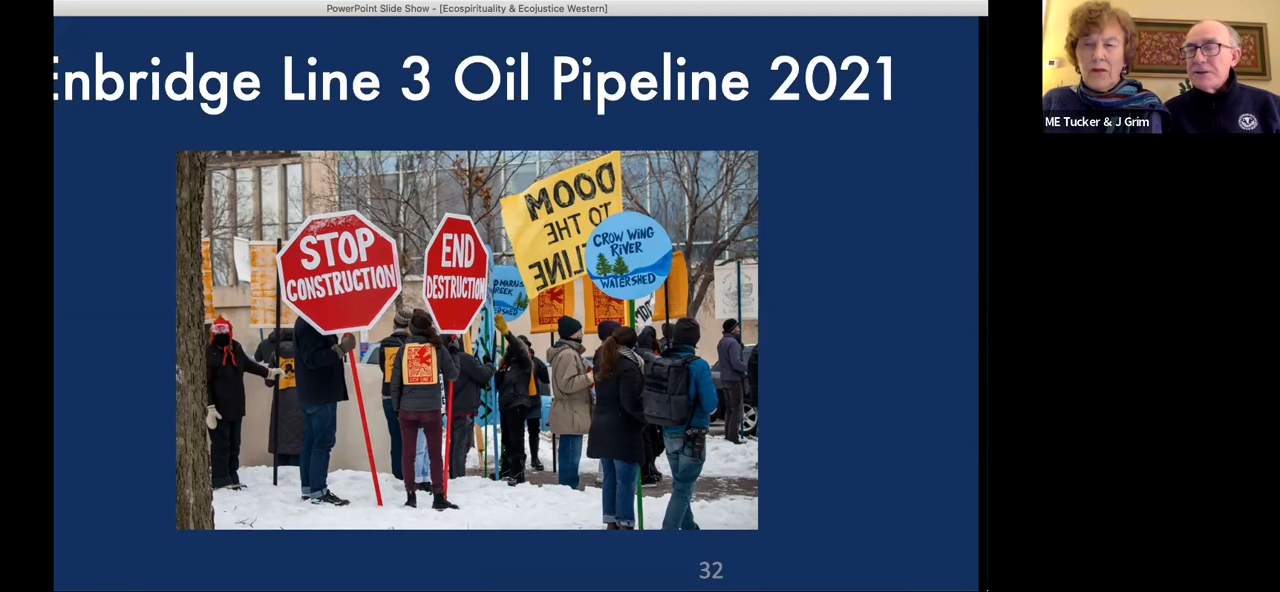 PowerPoint Slide Show - [Ecospirituality & Ecojustice Western]
Enbridge Line 3 Oil Pipeline 2021
STOP
CONSTRUCTION
END
DESTRUCTION
DOOM
TO THE
LINE
CROW WING
RIVER
WATERSHED
32
ME Tucker & J Grim